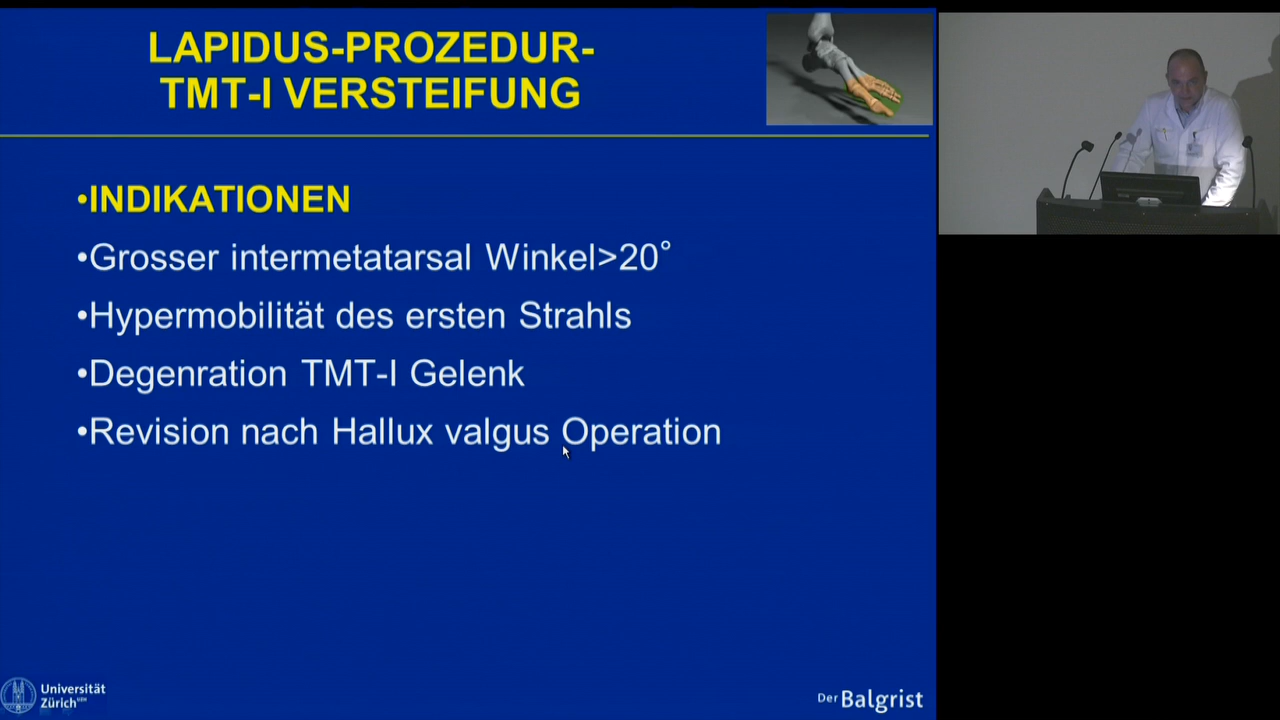 LAPIDUS-PROZEDUR-
TMT-I VERSTEIFUNG
•INDIKATIONEN
•Grosser intermetatarsal Winkel>20°
•Hypermobilität des ersten Strahls
•Degenration TMT-I Gelenk
•Revision nach Hallux valgus Operation
Universität
Zürich UZH
Der Balgrist